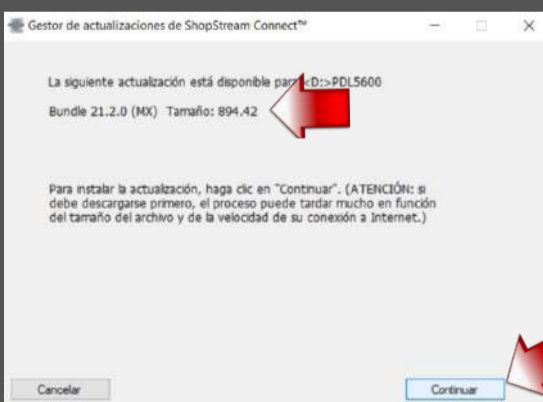 Gestor de actualizaciones de ShopStream Connect™
La siguiente actualización está disponible para <D:>PDL5600
Bundle 21.2.0 (MX) Tamaño: 894.42
Para instalar la actualización, haga clic en "Continuar". (ATENCIÓN: si
debe descargarse primero, el proceso puede tardar mucho en función
del tamaño del archivo y de la velocidad de su conexión a Internet.)
Cancelar
Continuar